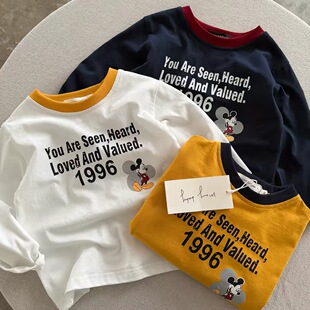 You Are Seen,Heard,
Loved And Valued.
1996
You Are Seen,Heard,
Loved And Valued.
1996
You Are Seen,Heard,
Loved And Valued.
1996